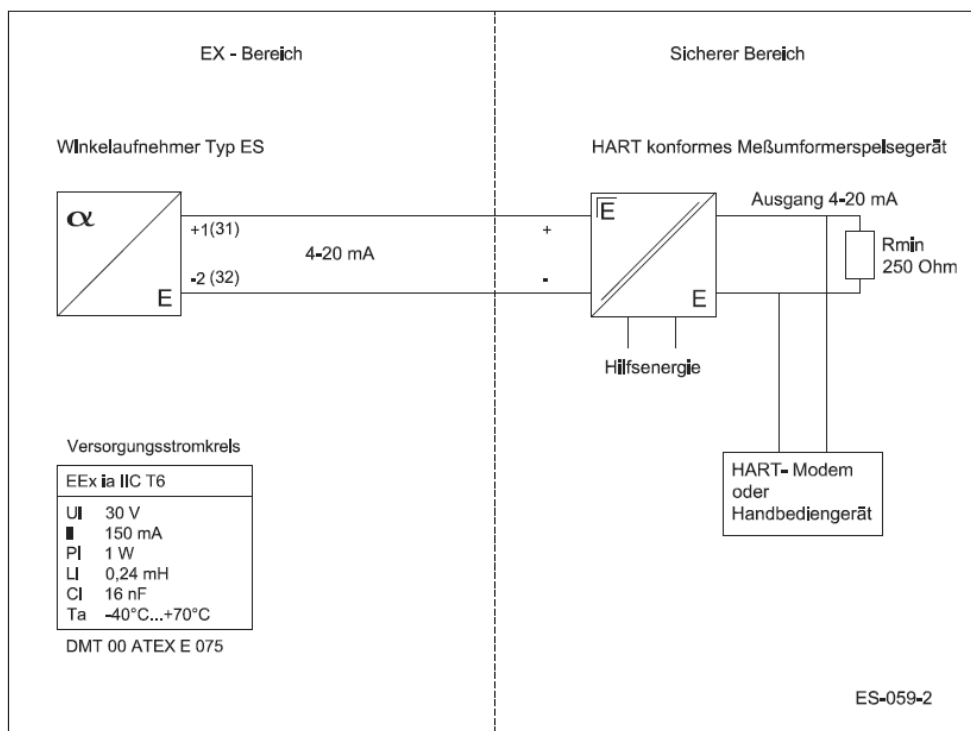 EX - Bereich
Sicherer Bereich
Winkelaufnehmer Typ ES
HART konformes Meßumformerspeisegerät
α
E
+1(31)
4-20 mA
-2 (32)
+
-
E
E
Ausgang 4-20 mA
Rmin
250 Ohm
Hilfsenergie
HART- Modem
oder
Handbediengerät
Versorgungsstromkreis
EEx ia IIC T6
UI 30 V
II 150 mA
PI 1 W
LI 0,24 mH
CI 16 nF
Ta -40°C...+70°C
DMT 00 ATEX E 075
ES-059-2